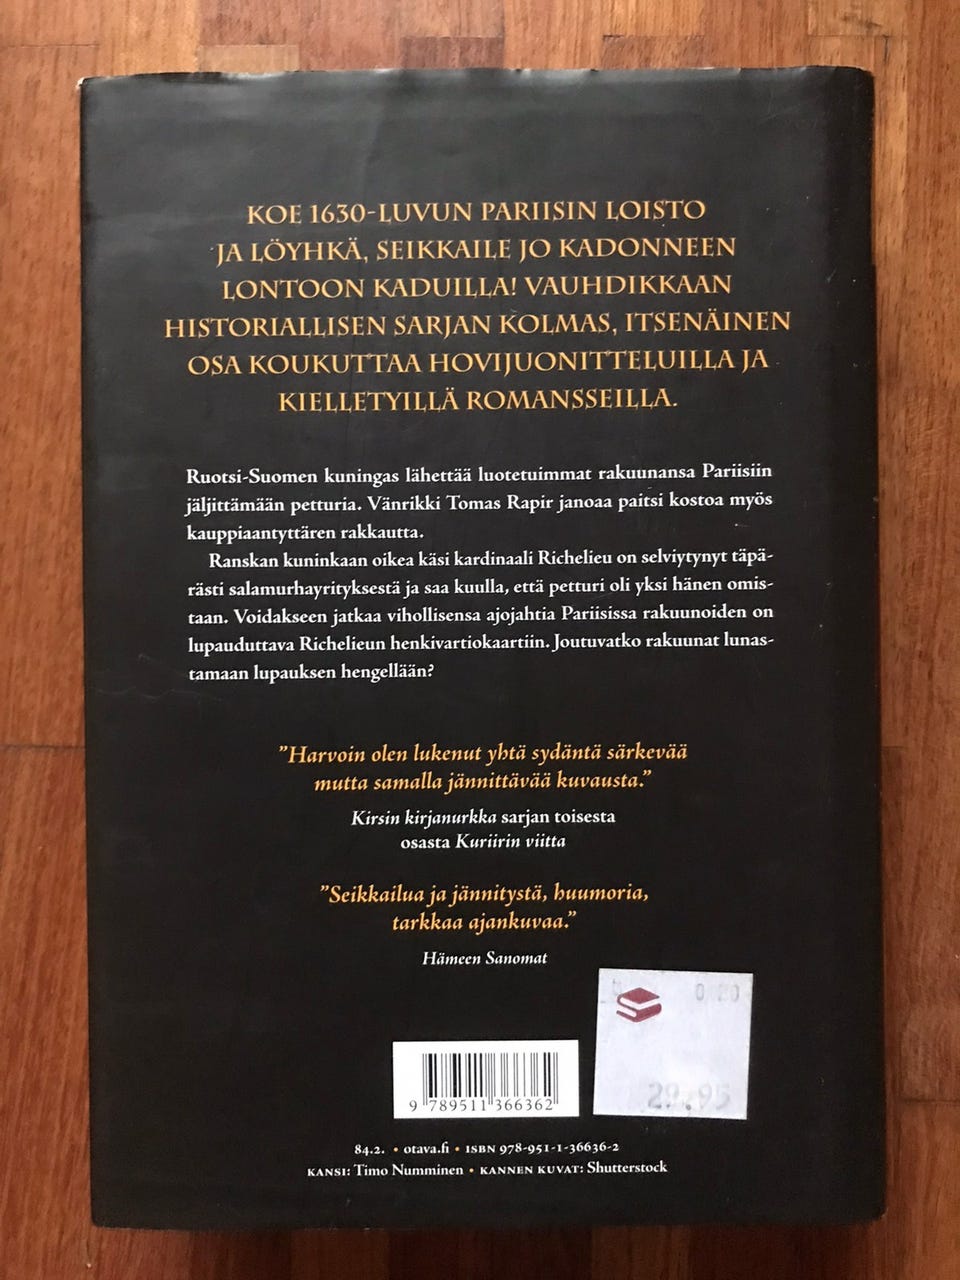 KOE 1630-LUVUN PARIISIN LOISTO
JA LÖYHKÄ, SEIKKAILE JO KADONNEEN
LONTOON KADUILLA! VAUHDIKKAAN
HISTORIALLISEN SARJAN KOLMAS, ITSENÄINEN
OSA KOUKUTTAA HOVIJUONITTELUILLA JA
KIELLETYILLÄ ROMANSSEILLA.
Ruotsi-Suomen kuningas lähettää luotetuimmat rakuunansa Pariisiin
jäljittämään petturia. Vänrikki Tomas Rapir janoaa paitsi kostoa myös
kauppiaantyttären rakkautta.
Ranskan kuninkaan oikea käsi kardinaali Richelieu on selviytynyt täpä-
rästi salamurhayrityksestä ja saa kuulla, että petturi oli yksi hänen omis-
taan. Voidakseen jatkaa vihollisensa ajojahtia Pariisissa rakuunoiden on
lupauduttava Richelieun henkivartiokaartiin. Joutuvatko rakuunat lunas-
tamaan lupauksen hengellään?
"Harvoin olen lukenut yhtä sydäntä särkevää
mutta samalla jännittävää kuvausta."
Kirsin kirjanurkka sarjan toisesta
osasta Kuriirin viitta
"Seikkailua ja jännitystä, huumoria,
tarkkaa ajankuvaa."
Hämeen Sanomat
29.95
9 789511 366362
84.2. • otava.fi • ISBN 978-951-1-36636-2
KANSI: Timo Numminen • KANNEN KUVAT: Shutterstock